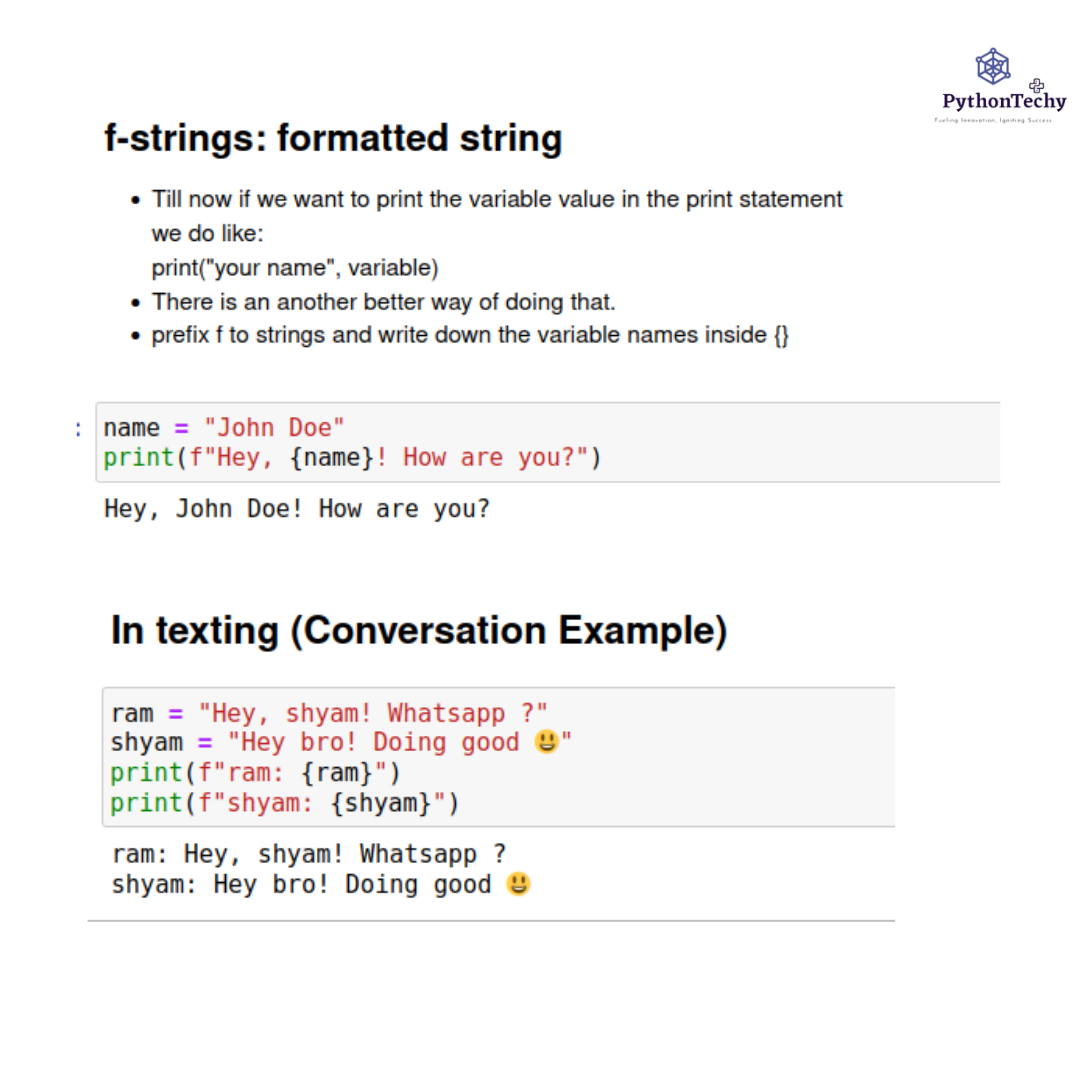 PythonTechy
Fueling Innovation, Igniting Success
f-strings: formatted string
• Till now if we want to print the variable value in the print statement
we do like:
print("your name", variable)
• There is an another better way of doing that.
• prefix f to strings and write down the variable names inside {}
:
name = "John Doe"
print(f"Hey, {name}! How are you?")
Hey, John Doe! How are you?
In texting (Conversation Example)
ram = "Hey, shyam! Whatsapp ?"
shyam = "Hey bro! Doing good 😃"
print(f"ram: {ram}")
print(f"shyam: {shyam}")
ram: Hey, shyam! Whatsapp ?
shyam: Hey bro! Doing good 😃